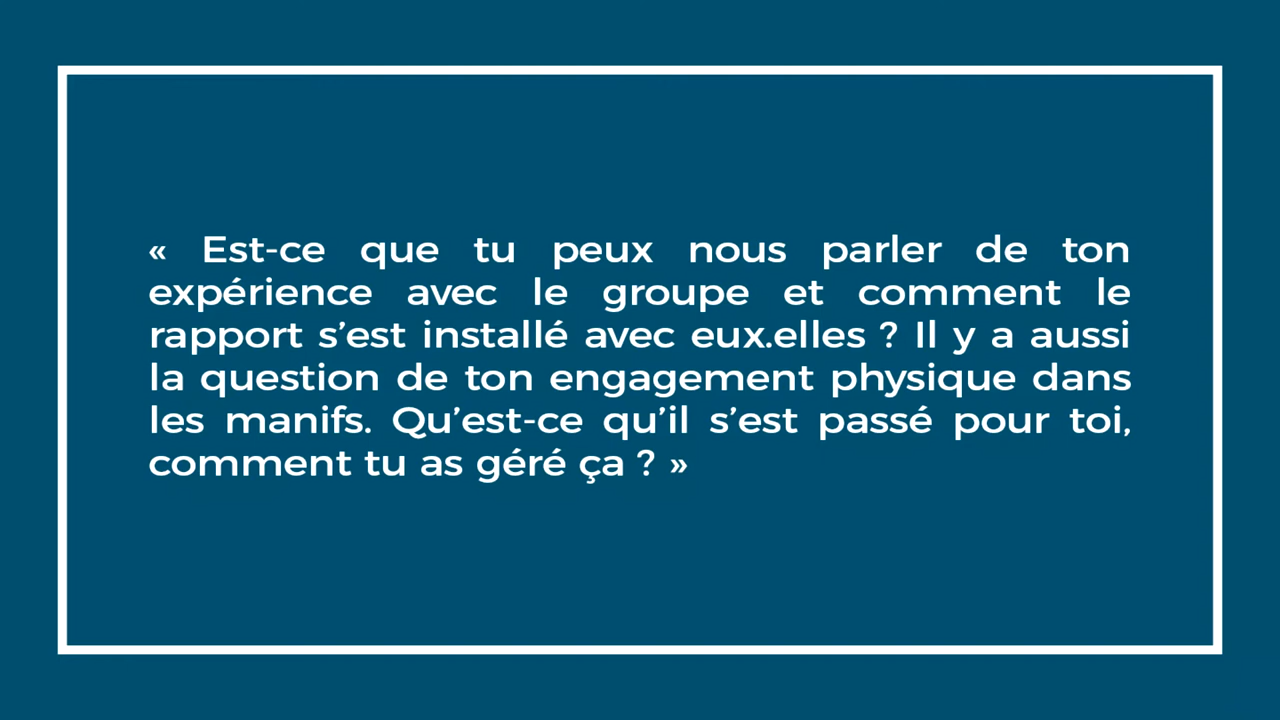 « Est-ce que tu peux nous parler de ton
expérience avec le groupe et comment le
rapport s’est installé avec eux.elles ? Il y a aussi
la question de ton engagement physique dans
les manifs. Qu’est-ce qu’il s’est passé pour toi,
comment tu as géré ça ? »